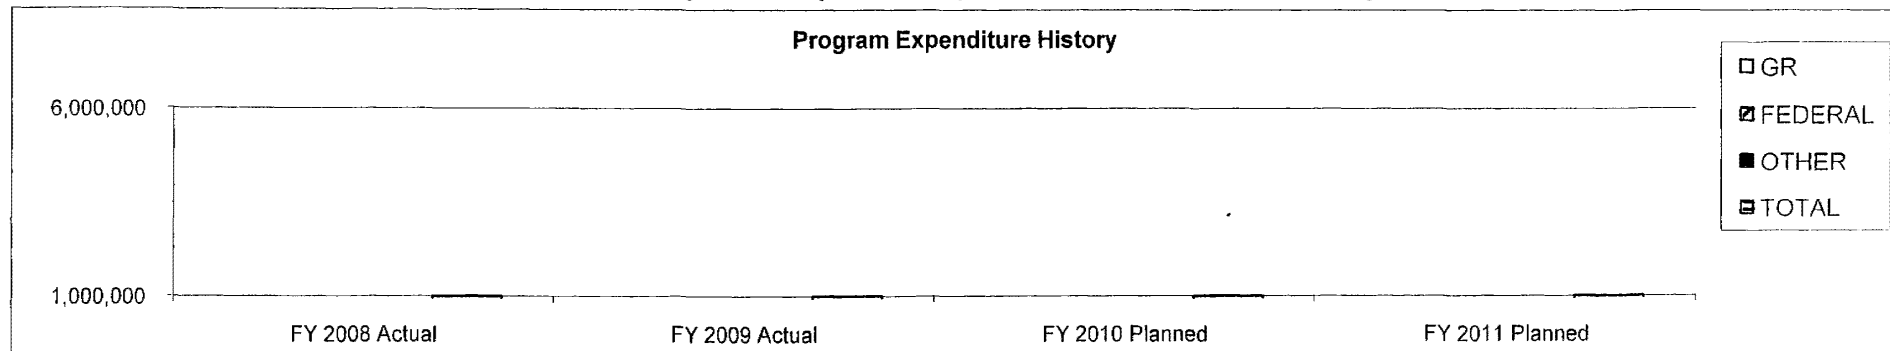 Program Expenditure History
GR
FEDERAL
OTHER
TOTAL
6,000,000
1,000,000
FY 2008 Actual
FY 2009 Actual
FY 2010 Planned
FY 2011 Planned